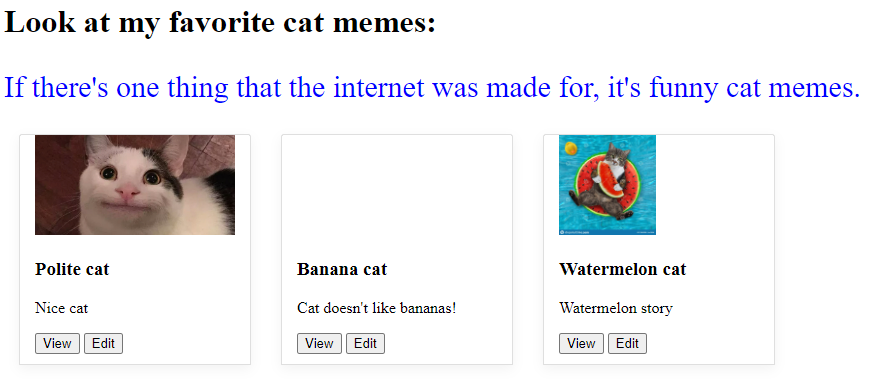 Look at my favorite cat memes:
If there's one thing that the internet was made for, it's funny cat memes.
Polite cat
Nice cat
View Edit
Banana cat
Cat doesn't like bananas!
View Edit
Watermelon cat
Watermelon story
View Edit